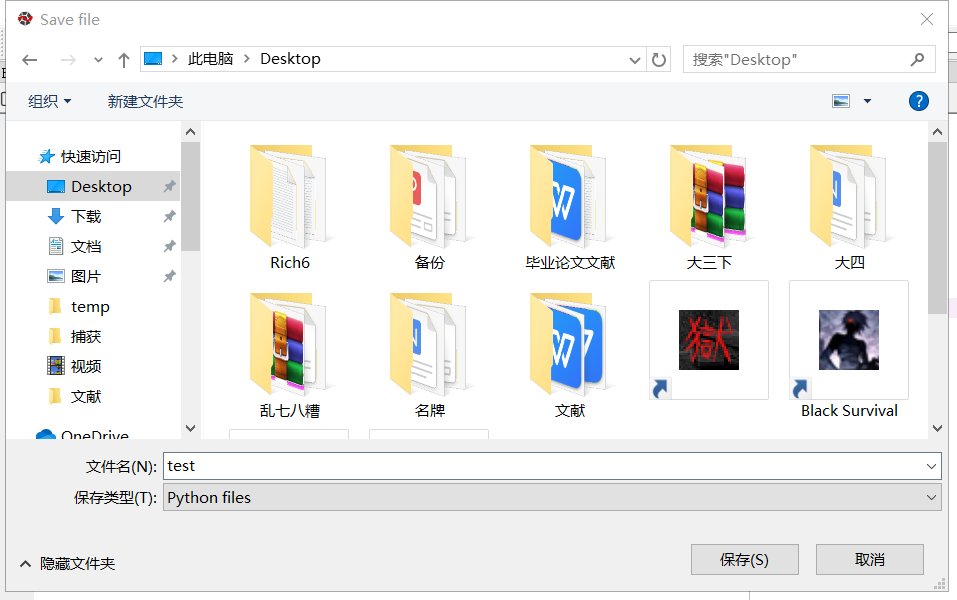 Save file
此电脑 Desktop
搜索"Desktop"
组织 新建文件夹
快速访问
Desktop
下载
文档
图片
temp
捕获
视频
文献
OneDrive
Rich6 备份 毕业论文文献 大三下 大四
獄
乱七八糟 名牌 文献 Black Survival
文件名(N): test
保存类型(T): Python files
隐藏文件夹 保存(S) 取消